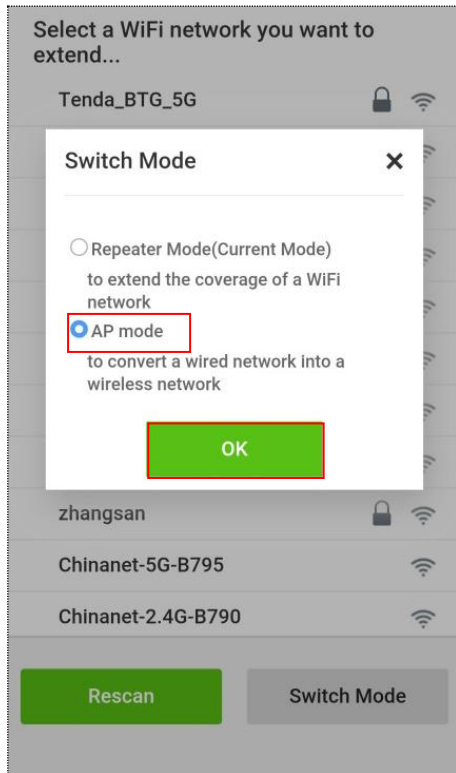 Select a WiFi network you want to
extend...
Tenda_BTG_5G
Switch Mode
Repeater Mode(Current Mode)
to extend the coverage of a WiFi
network
AP mode
to convert a wired network into a
wireless network
OK
zhangsan
Chinanet-5G-B795
Chinanet-2.4G-B790
Rescan
Switch Mode